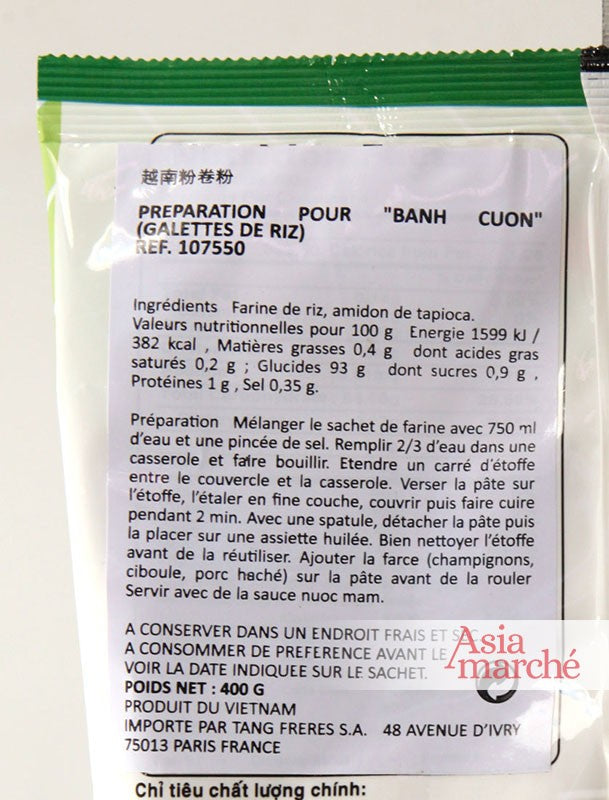 越南粉卷粉
PREPARATION POUR "BANH CUON"
(GALETTES DE RIZ)
REF. 107550
Ingrédients Farine de riz, amidon de tapioca.
Valeurs nutritionnelles pour 100 g Energie 1599 kJ /
382 kcal , Matières grasses 0,4 g dont acides gras
saturés 0,2 g ; Glucides 93 g dont sucres 0,9 g ,
Protéines 1 g , Sel 0,35 g.
Préparation Mélanger le sachet de farine avec 750 ml
d'eau et une pincée de sel. Remplir 2/3 d'eau dans une
casserole et faire bouillir. Etendre un carré d'étoffe
entre le couvercle et la casserole. Verser la pâte sur
l'étoffe, l'étaler en fine couche, couvrir puis faire cuire
pendant 2 min. Avec une spatule, détacher la pâte puis
la placer sur une assiette huilée. Bien nettoyer l'étoffe
avant de la réutiliser. Ajouter la farce (champignons,
ciboule, porc haché) sur la pâte avant de la rouler
Servir avec de la sauce nuoc mam.
A CONSERVER DANS UN ENDROIT FRAIS ET SEC
A CONSOMMER DE PREFERENCE AVANT LE
VOIR LA DATE INDIQUEE SUR LE SACHET.
POIDS NET : 400 G
PRODUIT DU VIETNAM
IMPORTE PAR TANG FRERES S.A. 48 AVENUE D'IVRY
75013 PARIS FRANCE
Asia
marché
Chỉ tiêu chất lượng chính: